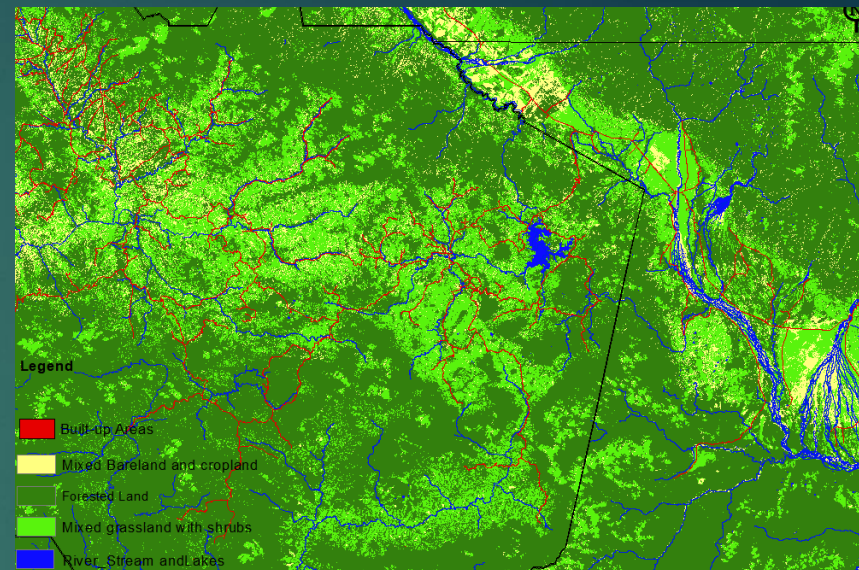 Legend
Built-up Areas
Mixed Bareland and cropland
Forested Land
Mixed grassland with shrubs
River, Stream andLakes